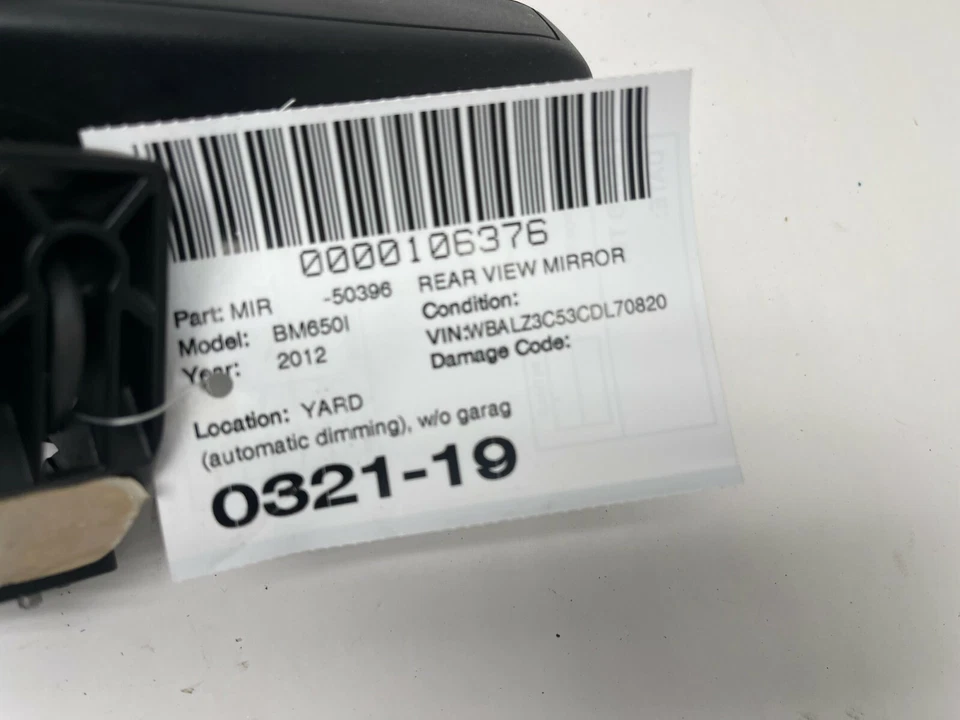 0000106376
Part: MIR -50396 REAR VIEW MIRROR
Model: BM650I Condition:
Year: 2012 VIN:WBALZ3C53CDL70820
Damage Code:
Location: YARD
(automatic dimming), w/o garag
0321-19